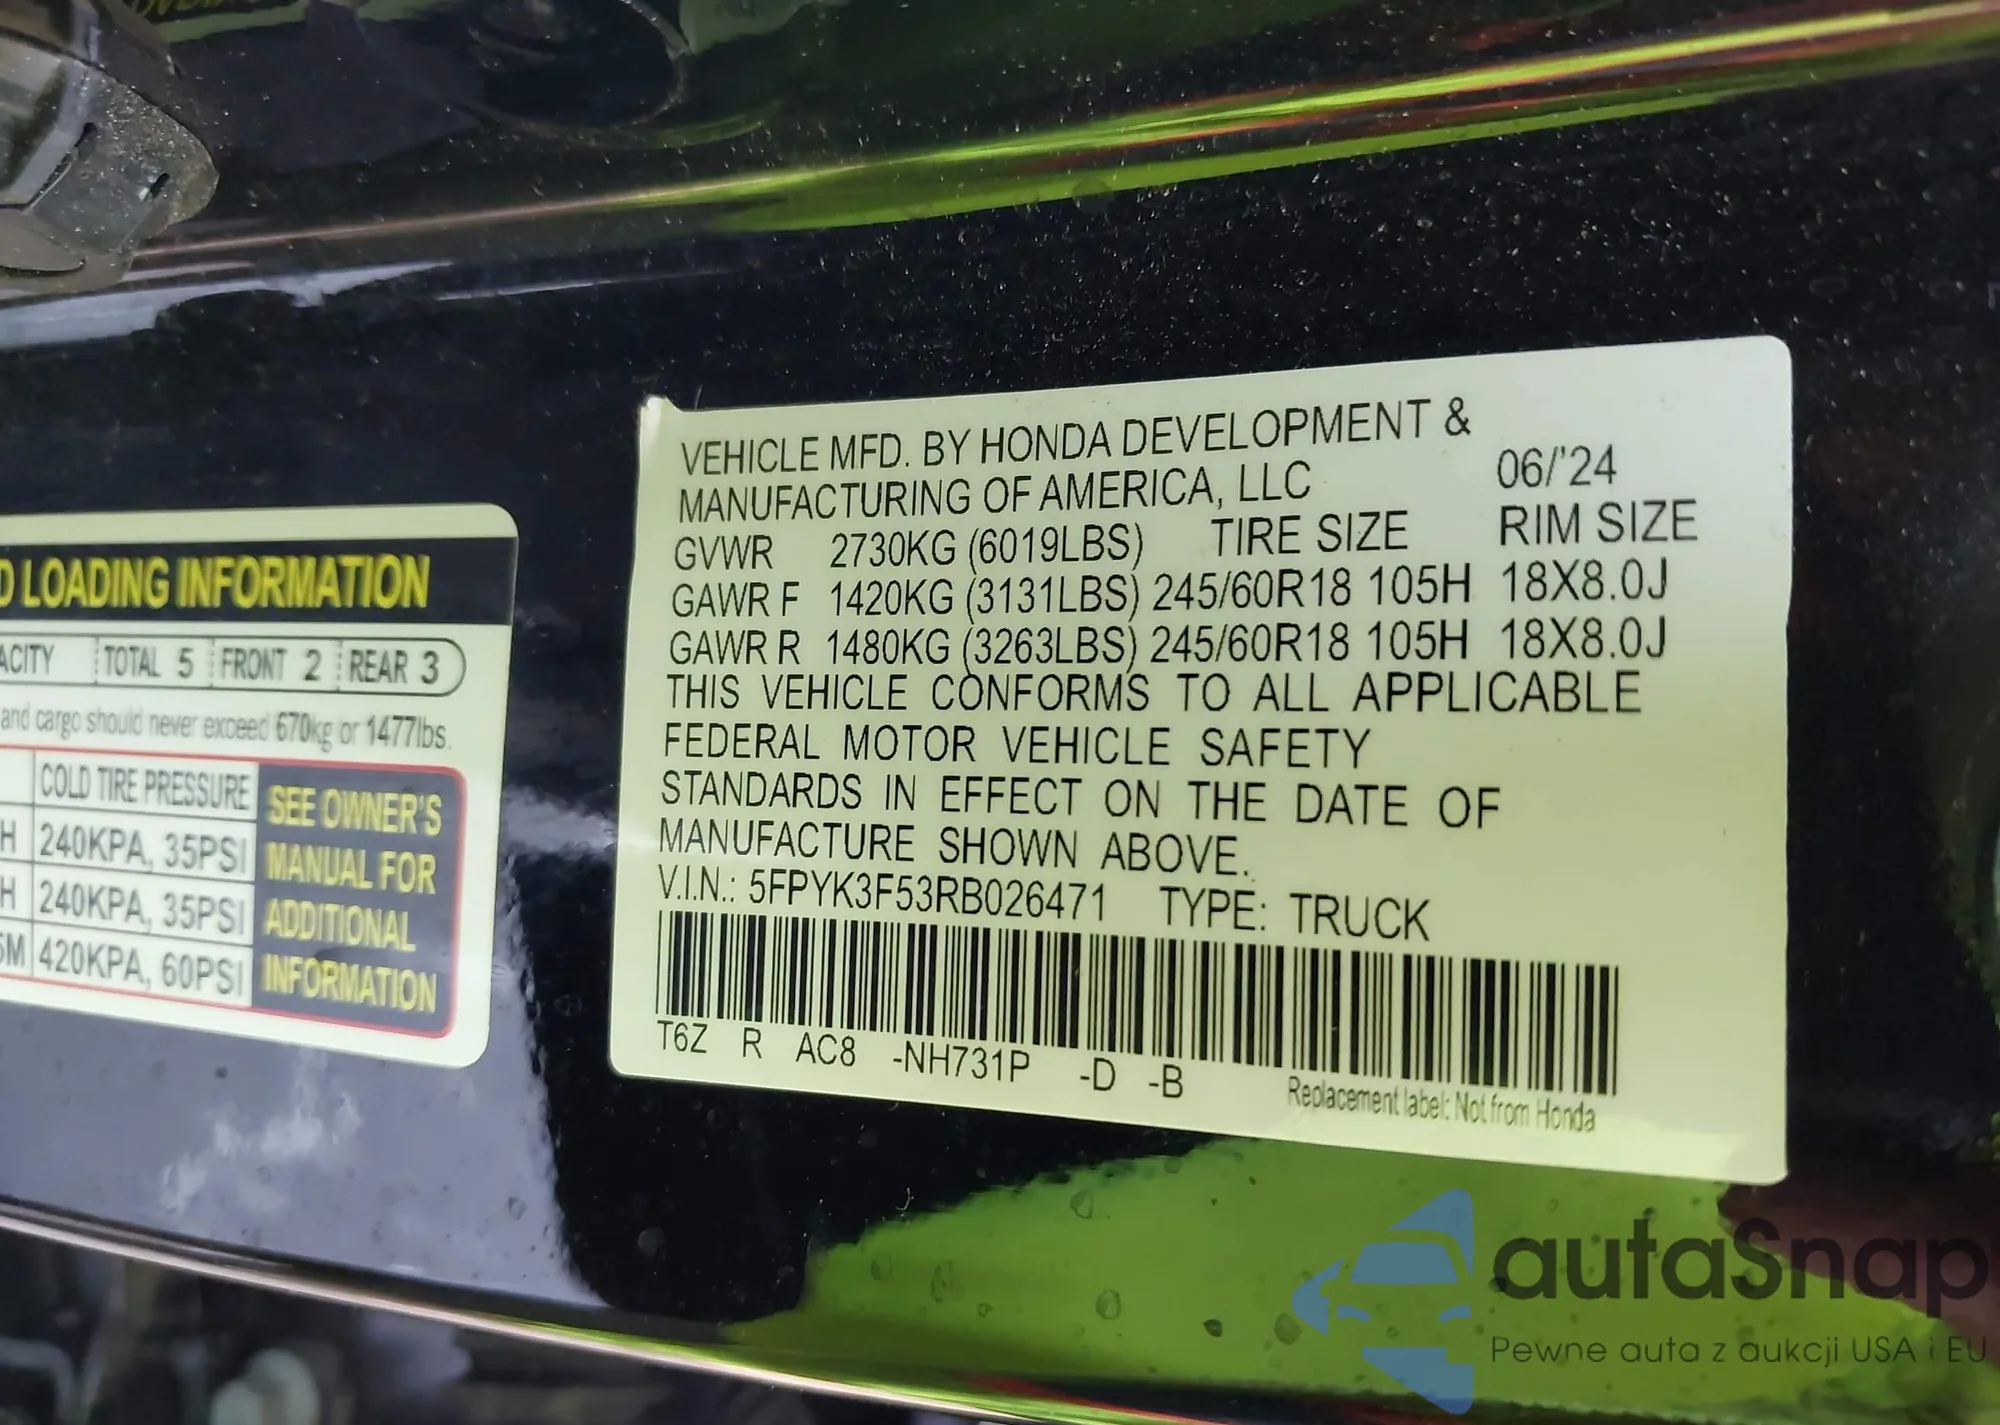 D LOADING INFORMATION
ACITY TOTAL 5 FRONT 2 REAR 3
and cargo should never exceed 670kg or 1477lbs.
COLD TIRE PRESSURE
H 240KPA, 35PSI
H 240KPA, 35PSI
5M 420KPA, 60PSI
SEE OWNER'S
MANUAL FOR
ADDITIONAL
INFORMATION
VEHICLE MFD. BY HONDA DEVELOPMENT &
MANUFACTURING OF AMERICA, LLC 06/'24
GVWR 2730KG (6019LBS) TIRE SIZE RIM SIZE
GAWR F 1420KG (3131LBS) 245/60R18 105H 18X8.0J
GAWR R 1480KG (3263LBS) 245/60R18 105H 18X8.0J
THIS VEHICLE CONFORMS TO ALL APPLICABLE
FEDERAL MOTOR VEHICLE SAFETY
STANDARDS IN EFFECT ON THE DATE OF
MANUFACTURE SHOWN ABOVE.
V.I.N.: 5FPYK3F53RB026471 TYPE: TRUCK
T6Z R AC8 -NH731P -D -B
Replacement label: Not from Honda
autaSnap
Pewne auta z aukcji USA i EU